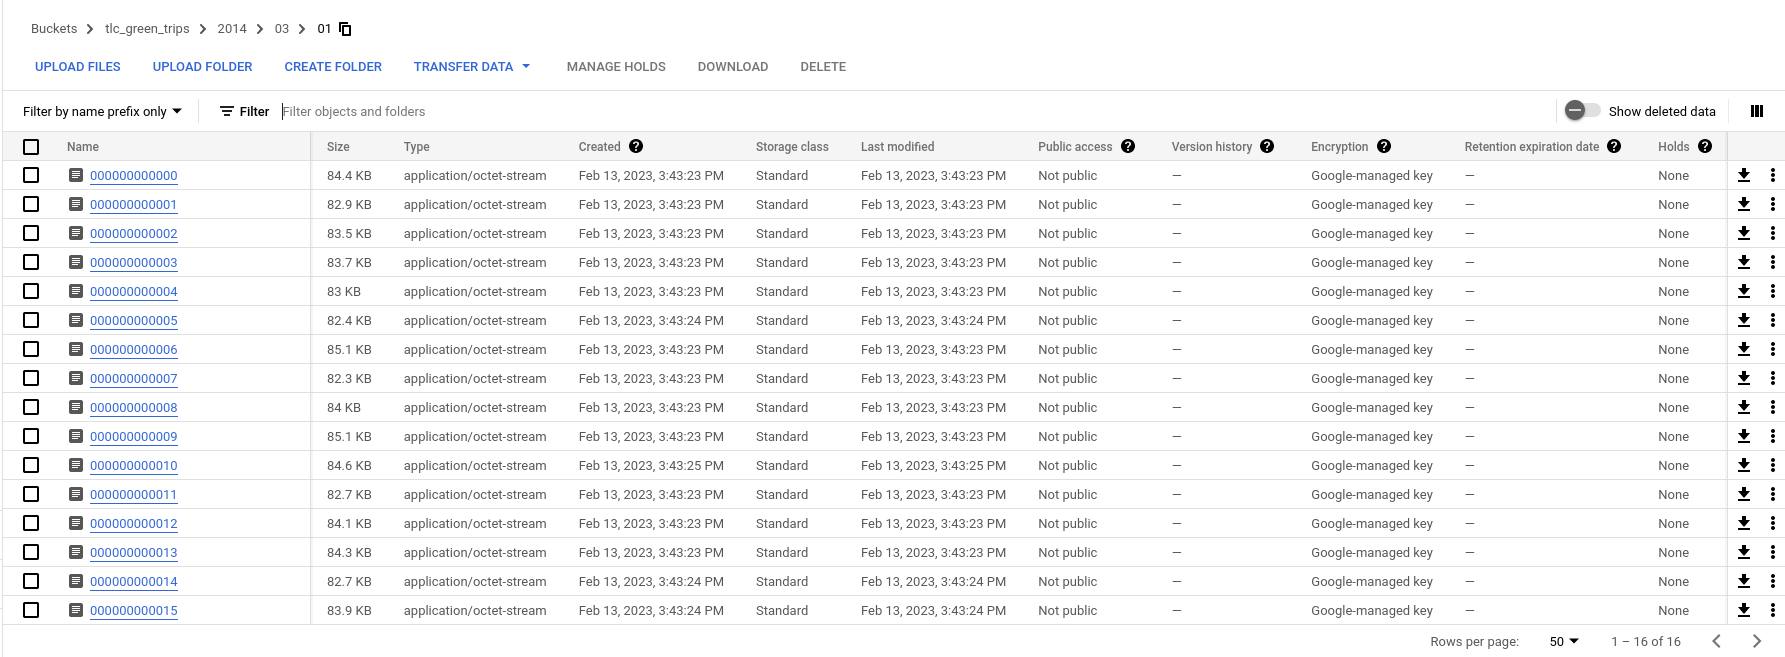 Buckets > tlc_green_trips > 2014 > 03 > 01
UPLOAD FILES UPLOAD FOLDER CREATE FOLDER TRANSFER DATA MANAGE HOLDS DOWNLOAD DELETE
Filter by name prefix only Filter Filter objects and folders Show deleted data
Name Size Type Created ? Storage class Last modified Public access ? Version history ? Encryption ? Retention expiration date ? Holds ?
000000000000 84.4 KB application/octet-stream Feb 13, 2023, 3:43:23 PM Standard Feb 13, 2023, 3:43:23 PM Not public — Google-managed key — None
000000000001 82.9 KB application/octet-stream Feb 13, 2023, 3:43:23 PM Standard Feb 13, 2023, 3:43:23 PM Not public — Google-managed key — None
000000000002 83.5 KB application/octet-stream Feb 13, 2023, 3:43:23 PM Standard Feb 13, 2023, 3:43:23 PM Not public — Google-managed key — None
000000000003 83.7 KB application/octet-stream Feb 13, 2023, 3:43:23 PM Standard Feb 13, 2023, 3:43:23 PM Not public — Google-managed key — None
000000000004 83 KB application/octet-stream Feb 13, 2023, 3:43:23 PM Standard Feb 13, 2023, 3:43:23 PM Not public — Google-managed key — None
000000000005 82.4 KB application/octet-stream Feb 13, 2023, 3:43:24 PM Standard Feb 13, 2023, 3:43:24 PM Not public — Google-managed key — None
000000000006 85.1 KB application/octet-stream Feb 13, 2023, 3:43:23 PM Standard Feb 13, 2023, 3:43:23 PM Not public — Google-managed key — None
000000000007 82.3 KB application/octet-stream Feb 13, 2023, 3:43:23 PM Standard Feb 13, 2023, 3:43:23 PM Not public — Google-managed key — None
000000000008 84 KB application/octet-stream Feb 13, 2023, 3:43:23 PM Standard Feb 13, 2023, 3:43:23 PM Not public — Google-managed key — None
000000000009 85.1 KB application/octet-stream Feb 13, 2023, 3:43:23 PM Standard Feb 13, 2023, 3:43:23 PM Not public — Google-managed key — None
000000000010 84.6 KB application/octet-stream Feb 13, 2023, 3:43:25 PM Standard Feb 13, 2023, 3:43:25 PM Not public — Google-managed key — None
000000000011 82.7 KB application/octet-stream Feb 13, 2023, 3:43:23 PM Standard Feb 13, 2023, 3:43:23 PM Not public — Google-managed key — None
000000000012 84.1 KB application/octet-stream Feb 13, 2023, 3:43:23 PM Standard Feb 13, 2023, 3:43:23 PM Not public — Google-managed key — None
000000000013 84.3 KB application/octet-stream Feb 13, 2023, 3:43:23 PM Standard Feb 13, 2023, 3:43:23 PM Not public — Google-managed key — None
000000000014 82.7 KB application/octet-stream Feb 13, 2023, 3:43:24 PM Standard Feb 13, 2023, 3:43:24 PM Not public — Google-managed key — None
000000000015 83.9 KB application/octet-stream Feb 13, 2023, 3:43:24 PM Standard Feb 13, 2023, 3:43:24 PM Not public — Google-managed key — None
Rows per page: 50 1 – 16 of 16